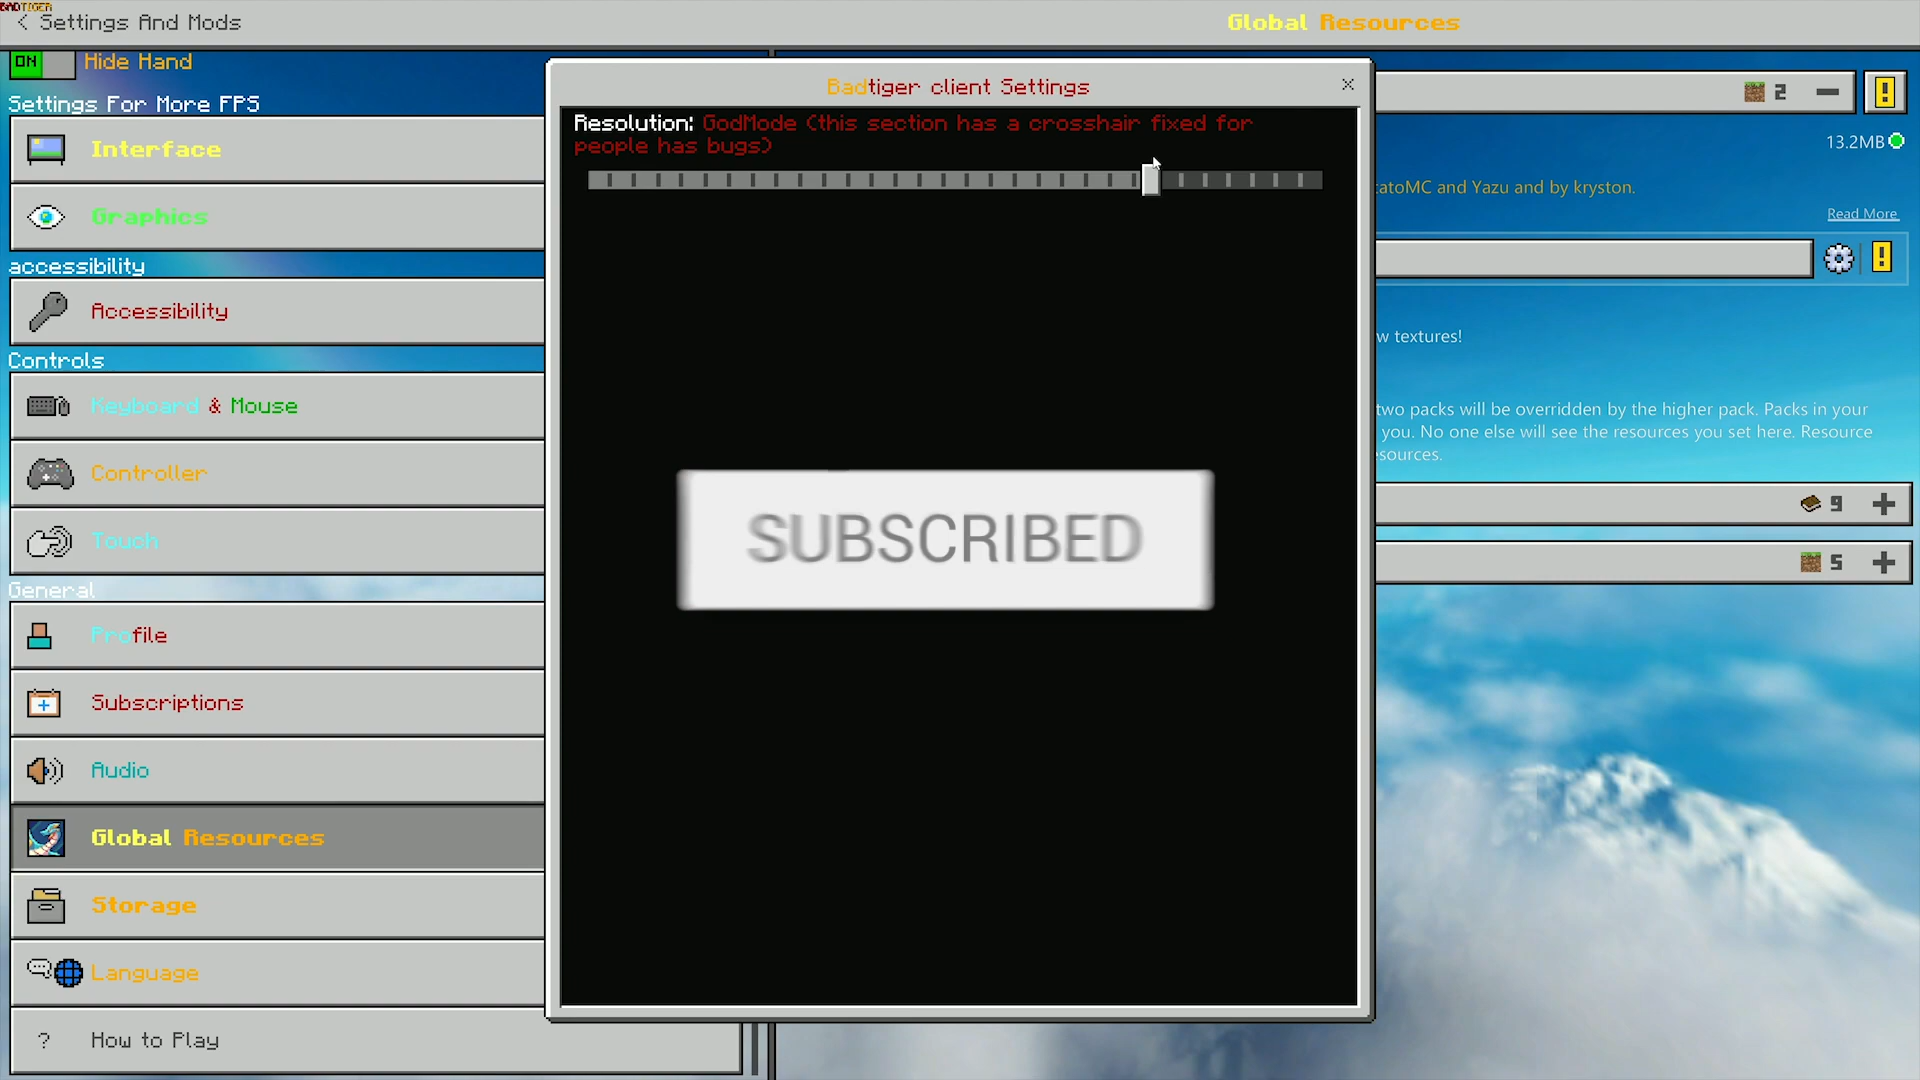 BADTIGER
< Settings And Mods
Global Resources
ON
Hide Hand
Settings For More FPS
Interface
Graphics
accessibility
Accessibility
Controls
Keyboard & Mouse
Controller
Touch
General
Profile
Subscriptions
Audio
Global Resources
Storage
Language
? How to Play
Badtiger client Settings
Resolution: GodMode (this section has a crosshair fixed for
people has bugs)
SUBSCRIBED
2
13.2MB
atoMC and Yazu and by kryston.
Read More
w textures!
two packs will be overridden by the higher pack. Packs in your
you. No one else will see the resources you set here. Resource
sources.
9
5